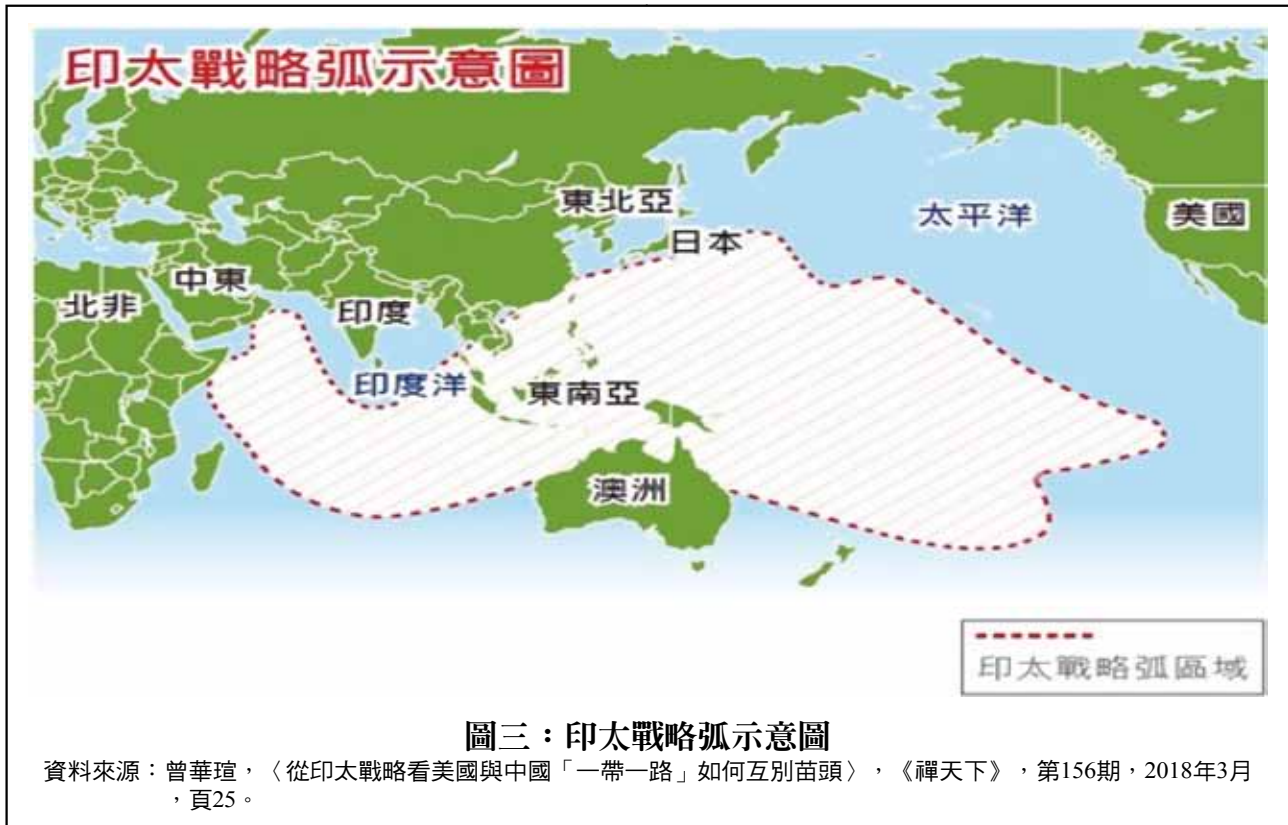 印太戰略弧示意圖
東北亞
太平洋
美國
日本
中東
北非
印度
印度洋
東南亞
澳洲
印太戰略弧區域
圖三：印太戰略弧示意圖
資料來源：曾華瑄，〈從印太戰略看美國與中國「一帶一路」如何互別苗頭〉，《禪天下》，第156期，2018年3月
，頁25。